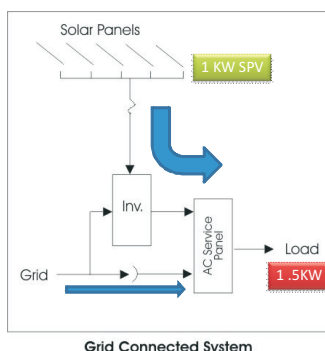 Solar Panels
1 KW SPV
Inv.
AC Service
Panel
Grid
Load
1 .5KW
Grid Connected System